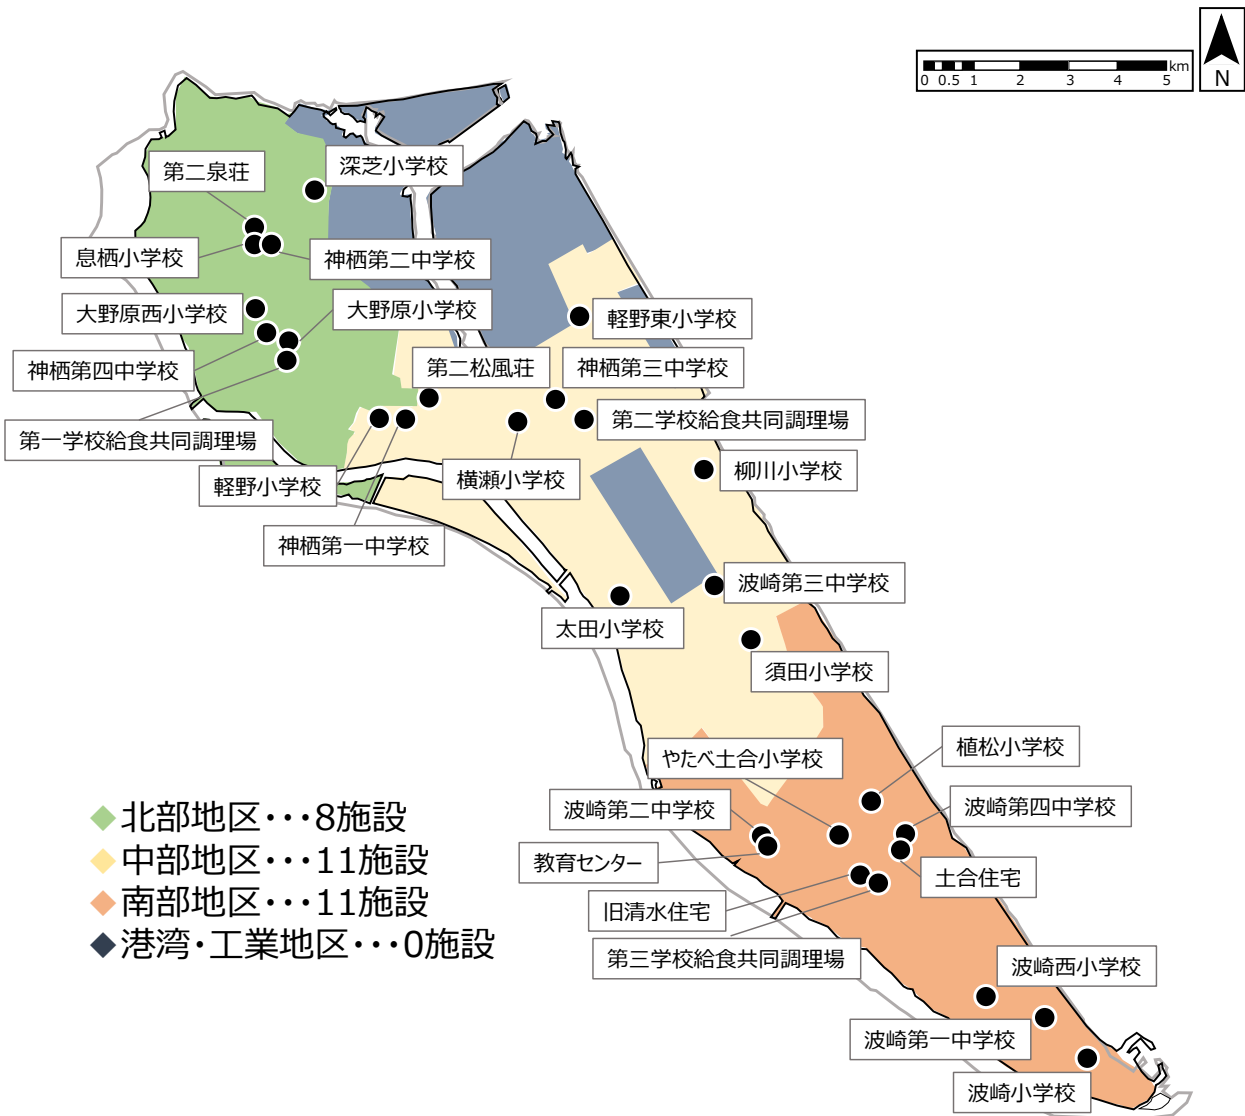 km
0 0.5 1 2 3 4 5
N
深芝小学校
第二泉荘
息栖小学校
神栖第二中学校
大野原西小学校
大野原小学校
軽野東小学校
神栖第四中学校
第二松風荘
神栖第三中学校
第一学校給食共同調理場
第二学校給食共同調理場
軽野小学校
横瀬小学校
柳川小学校
神栖第一中学校
波崎第三中学校
太田小学校
須田小学校
やたべ土合小学校
植松小学校
波崎第二中学校
波崎第四中学校
教育センター
土合住宅
旧清水住宅
第三学校給食共同調理場
波崎西小学校
波崎第一中学校
波崎小学校
北部地区・・・8施設
中部地区・・・11施設
南部地区・・・11施設
港湾・工業地区・・・0施設